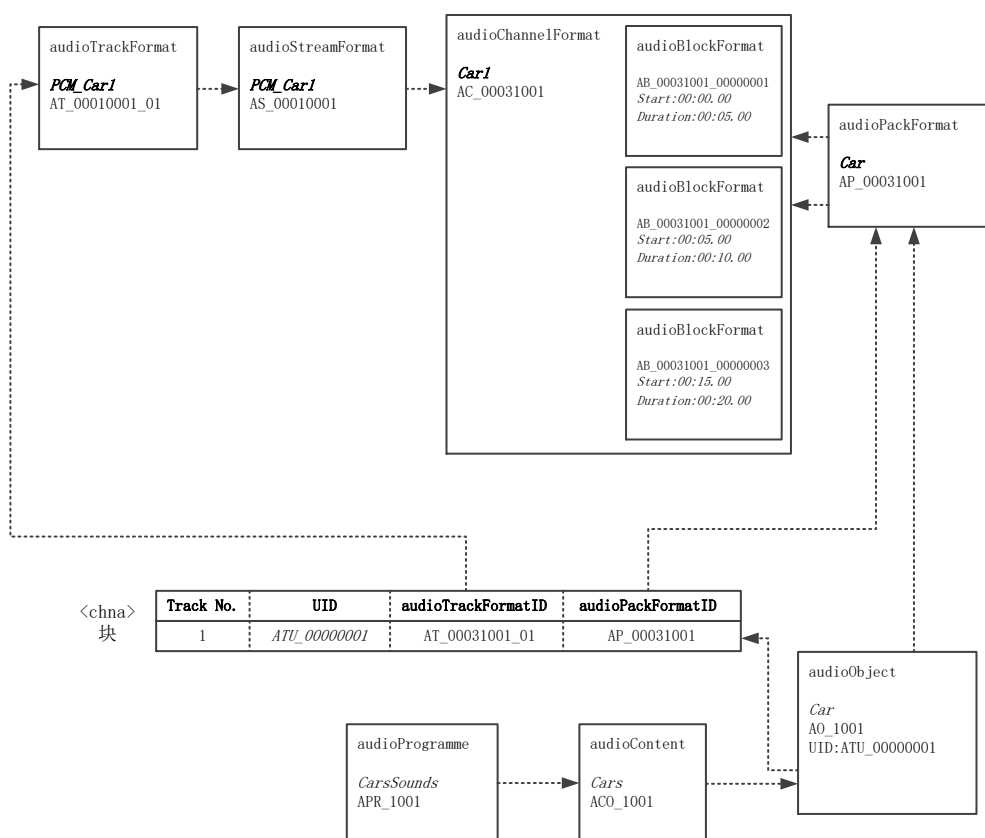 audioTrackFormat
PCM_Car1
AT_00010001_01
audioStreamFormat
PCM_Car1
AS_00010001
audioChannelFormat
Car1
AC_00031001
audioBlockFormat
AB_00031001_00000001
Start:00:00.00
Duration:00:05.00
audioBlockFormat
AB_00031001_00000002
Start:00:05.00
Duration:00:10.00
audioBlockFormat
AB_00031001_00000003
Start:00:15.00
Duration:00:20.00
audioPackFormat
Car
AP_00031001
<chna>
块
Track No. UID audioTrackFormatID audioPackFormatID
1 ATU_00000001 AT_00031001_01 AP_00031001
audioObject
Car
AO_1001
UID:ATU_00000001
audioProgramme
CarsSounds
APR_1001
audioContent
Cars
ACO_1001